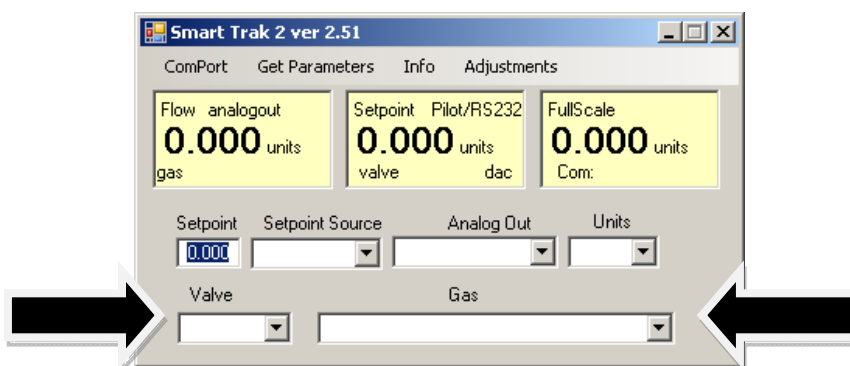 Smart Trak 2 ver 2.51
ComPort Get Parameters Info Adjustments
Flow analogout
0.000 units
gas
Setpoint Pilot/RS232
0.000 units
valve dac
FullScale
0.000 units
Com:
Setpoint Setpoint Source Analog Out Units
0.000
Valve Gas